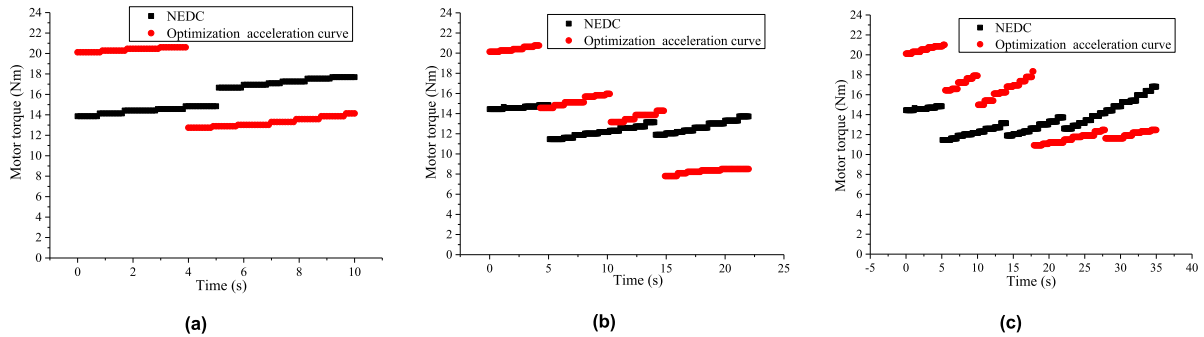 NEDC
Optimization acceleration curve
24
22
20
18
16
14
12
10
8
6
4
2
0
Motor torque (Nm)
0 2 4 6 8 10
Time (s)
(a)
NEDC
Optimization acceleration curve
24
22
20
18
16
14
12
10
8
6
4
2
0
Motor torque (Nm)
0 5 10 15 20 25
Time (s)
(b)
NEDC
Optimization acceleration curve
24
22
20
18
16
14
12
10
8
6
4
2
0
Motor torque (Nm)
-5 0 5 10 15 20 25 30 35 40
Time (s)
(c)